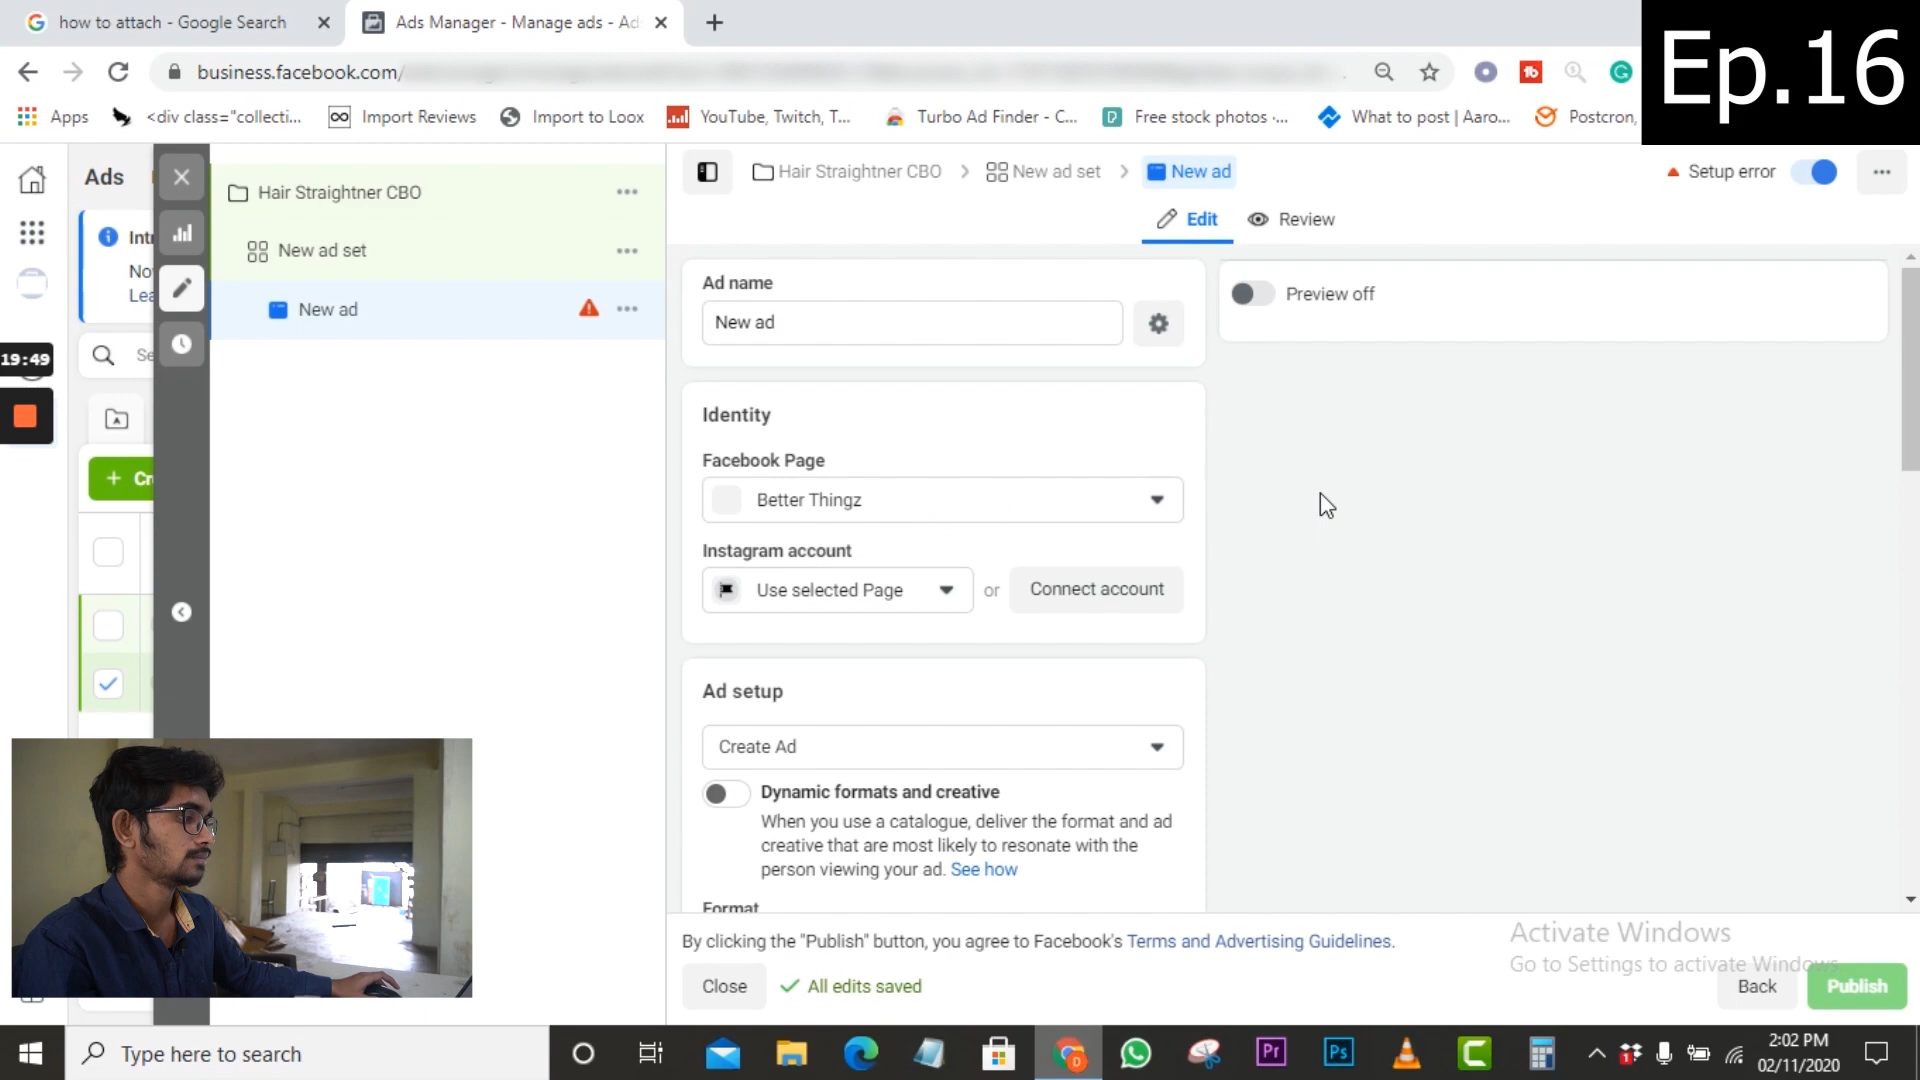 how to attach - Google Search
Ads Manager - Manage ads - Ad
Ep.16
business.facebook.com/
Apps
<div class="collecti...
Import Reviews
Import to Loox
YouTube, Twitch, T...
Turbo Ad Finder - C...
Free stock photos ·...
What to post | Aaro...
Postcron,
Ads
Hair Straightner CBO
New ad set
New ad
Hair Straightner CBO
New ad set
New ad
Setup error
Edit
Review
19:49
Ad name
New ad
Preview off
Identity
Facebook Page
Better Thingz
Instagram account
Use selected Page
or
Connect account
Ad setup
Create Ad
Dynamic formats and creative
When you use a catalogue, deliver the format and ad
creative that are most likely to resonate with the
person viewing your ad. See how
Format
By clicking the "Publish" button, you agree to Facebook's Terms and Advertising Guidelines.
Close
All edits saved
Activate Windows
Go to Settings to activate Windows.
Back
Publish
Type here to search
Pr
Ps
2:02 PM
02/11/2020